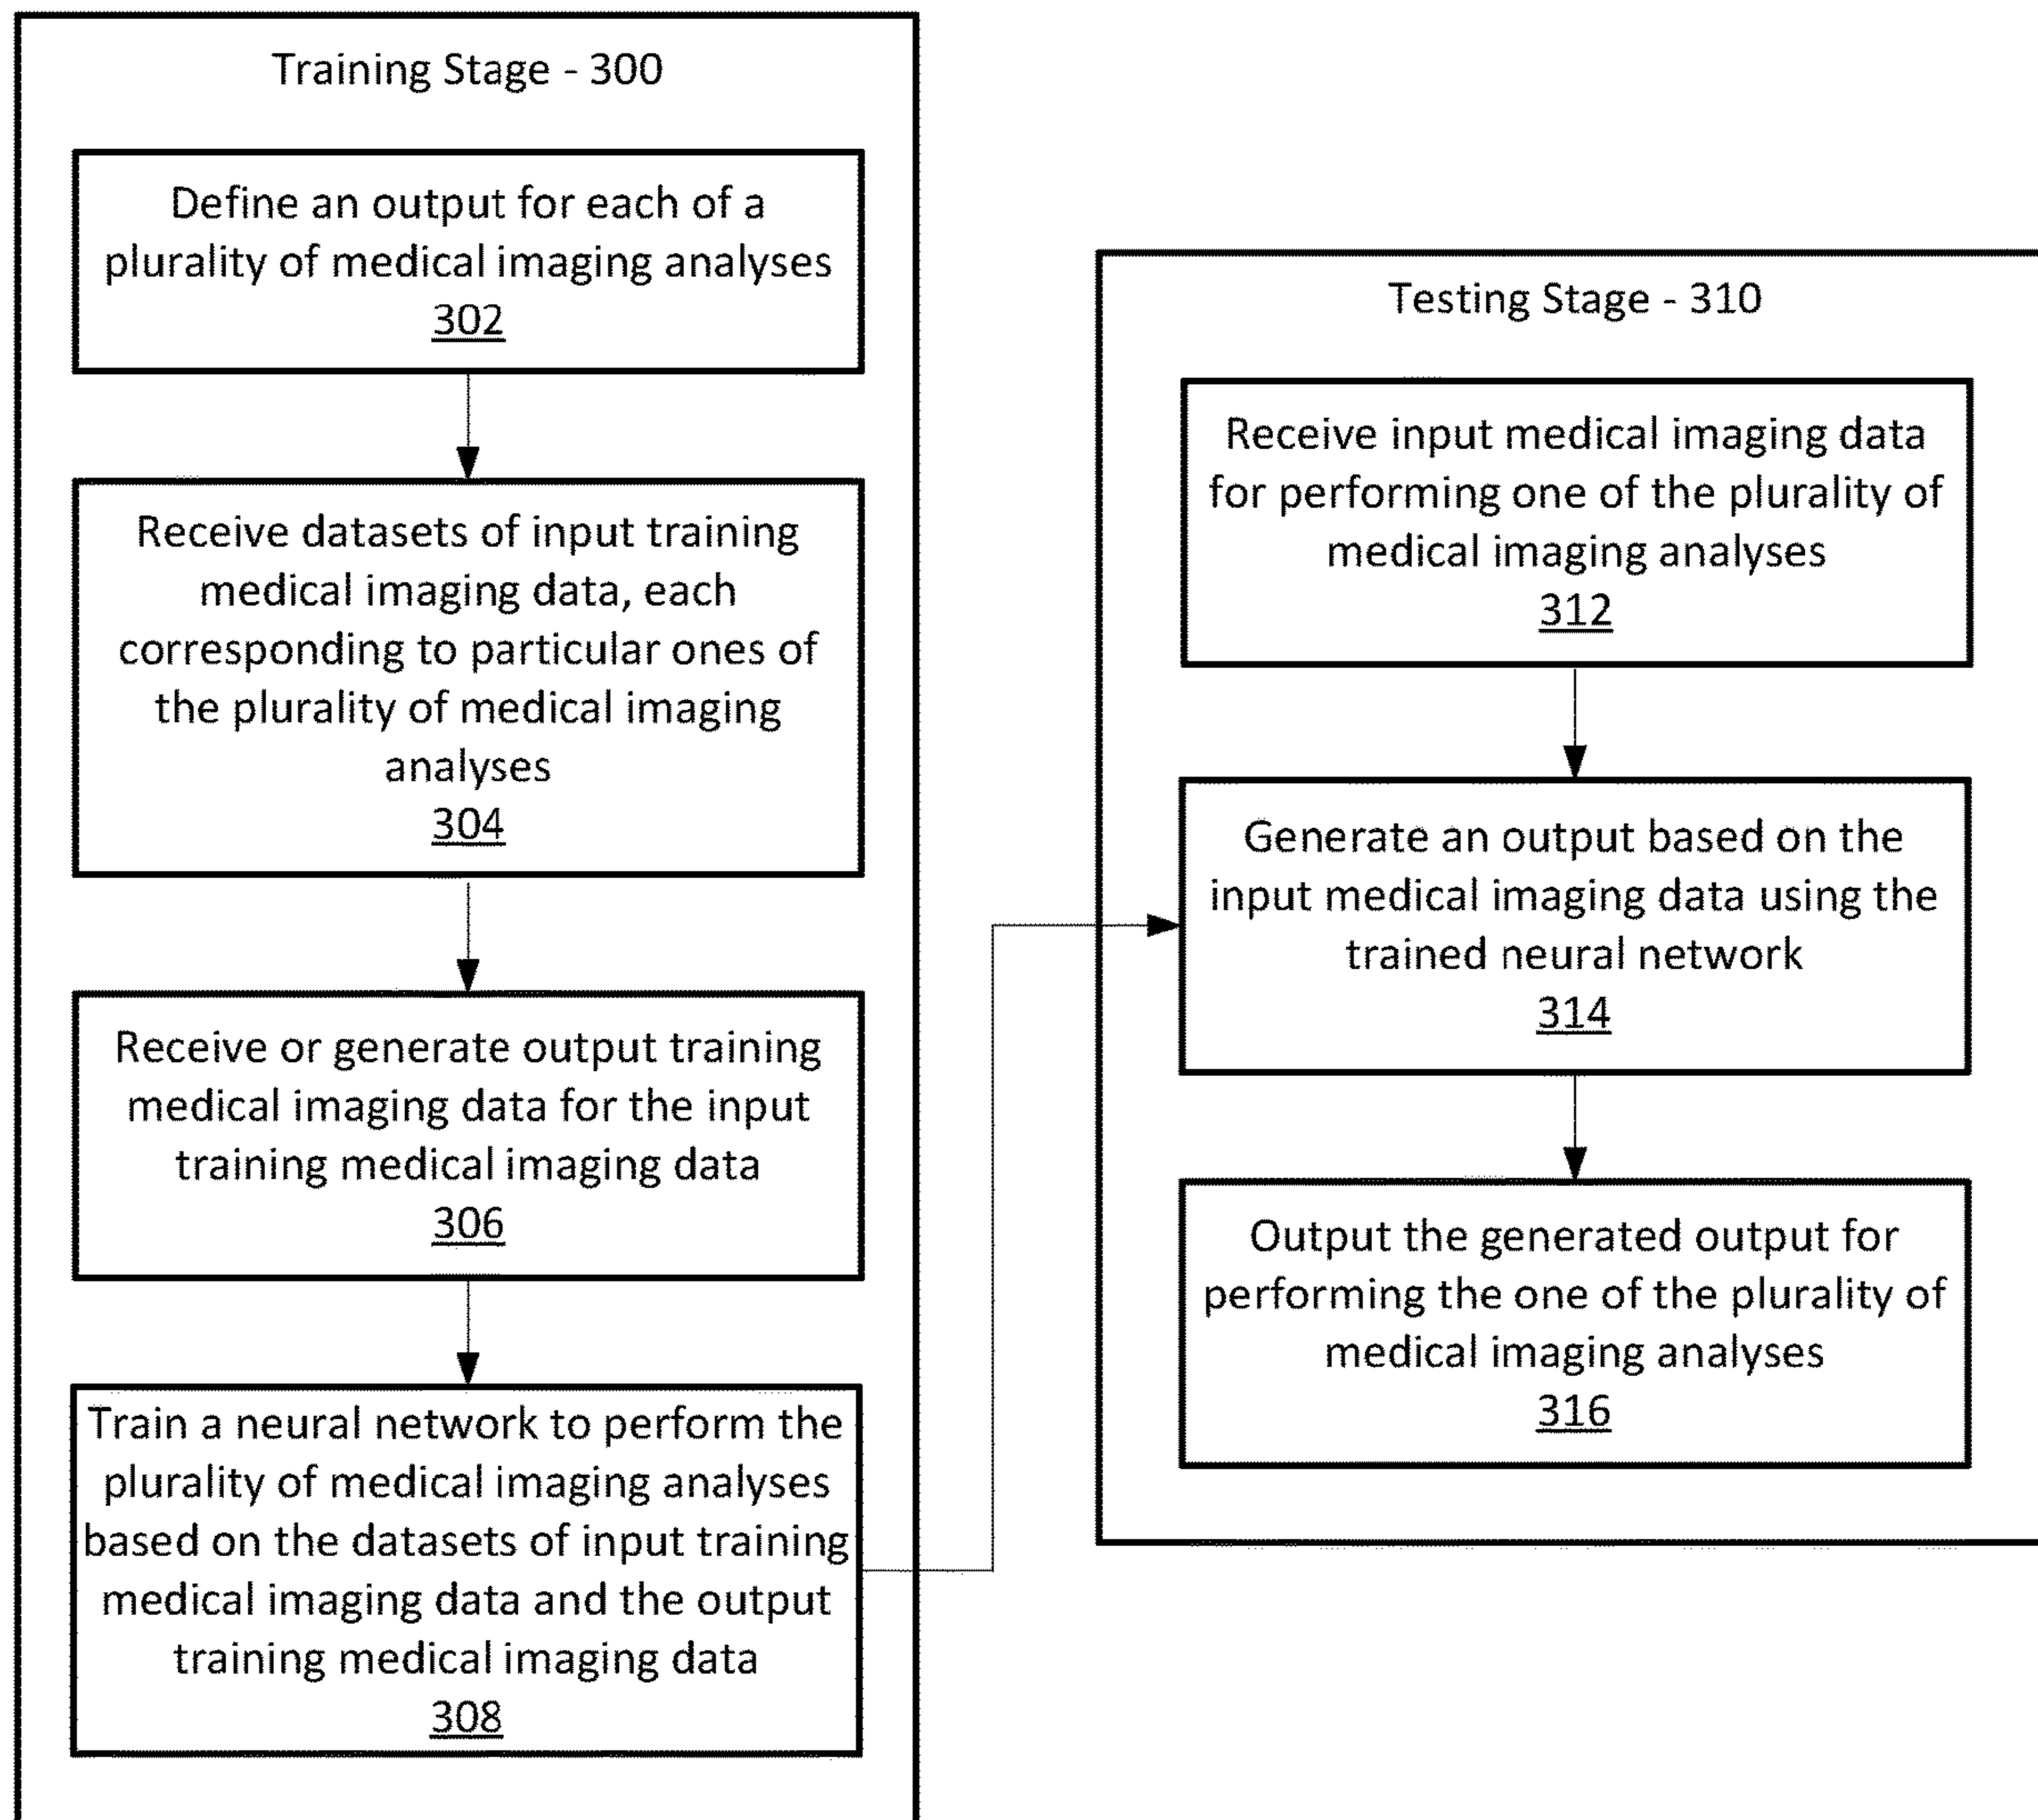 Training Stage - 300
Define an output for each of a
plurality of medical imaging analyses
302
Receive datasets of input training
medical imaging data, each
corresponding to particular ones of
the plurality of medical imaging
analyses
304
Receive or generate output training
medical imaging data for the input
training medical imaging data
306
Train a neural network to perform the
plurality of medical imaging analyses
based on the datasets of input training
medical imaging data and the output
training medical imaging data
308
Testing Stage - 310
Receive input medical imaging data
for performing one of the plurality of
medical imaging analyses
312
Generate an output based on the
input medical imaging data using the
trained neural network
314
Output the generated output for
performing the one of the plurality of
medical imaging analyses
316